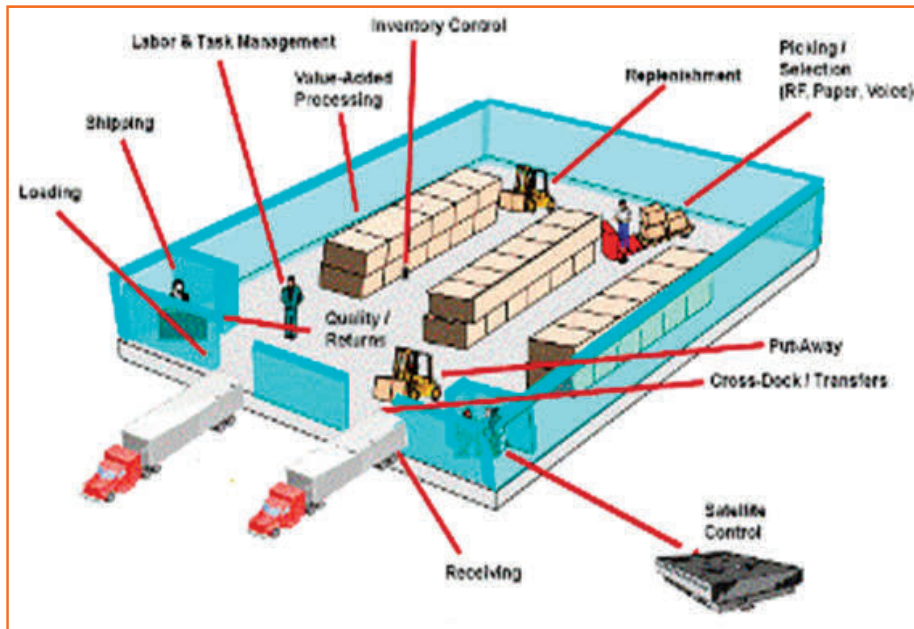 Inventory Control
Labor & Task Management
Value-Added
Processing
Shipping
Loading
Picking /
Selection
(RF, Paper, Voice)
Replenishment
Quality /
Returns
Put-Away
Cross-Dock / Transfers
Satellite
Control
Receiving